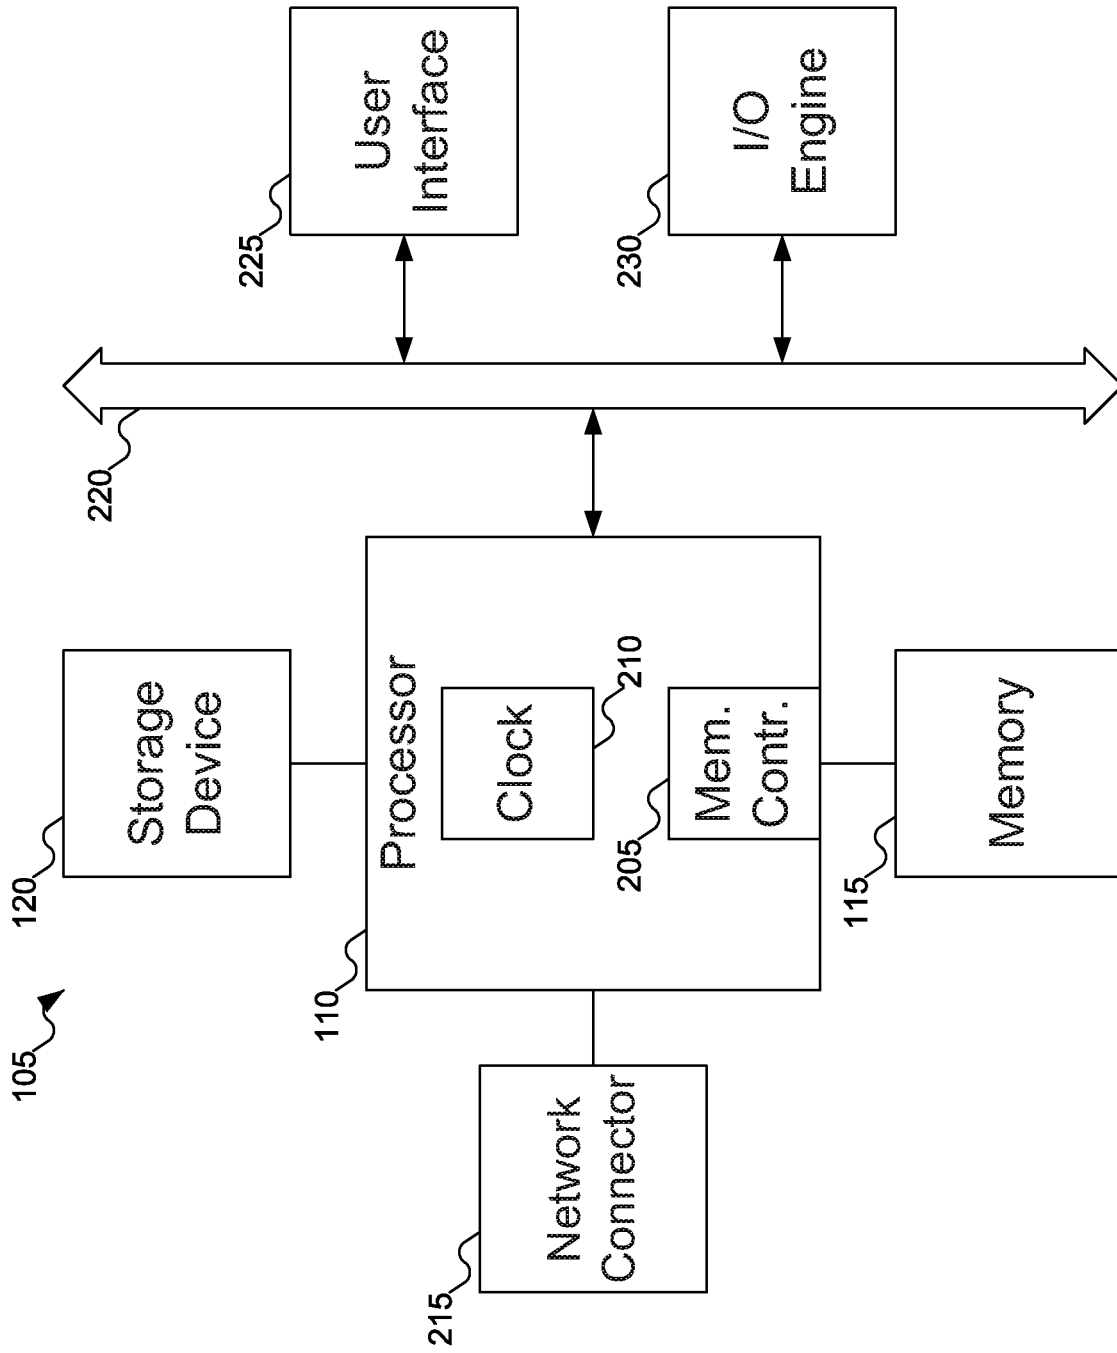 105
120
Storage
Device
110
Processor
Clock
210
205
Mem.
Contr.
115
Memory
215
Network
Connector
220
225
User
Interface
230
I/O
Engine